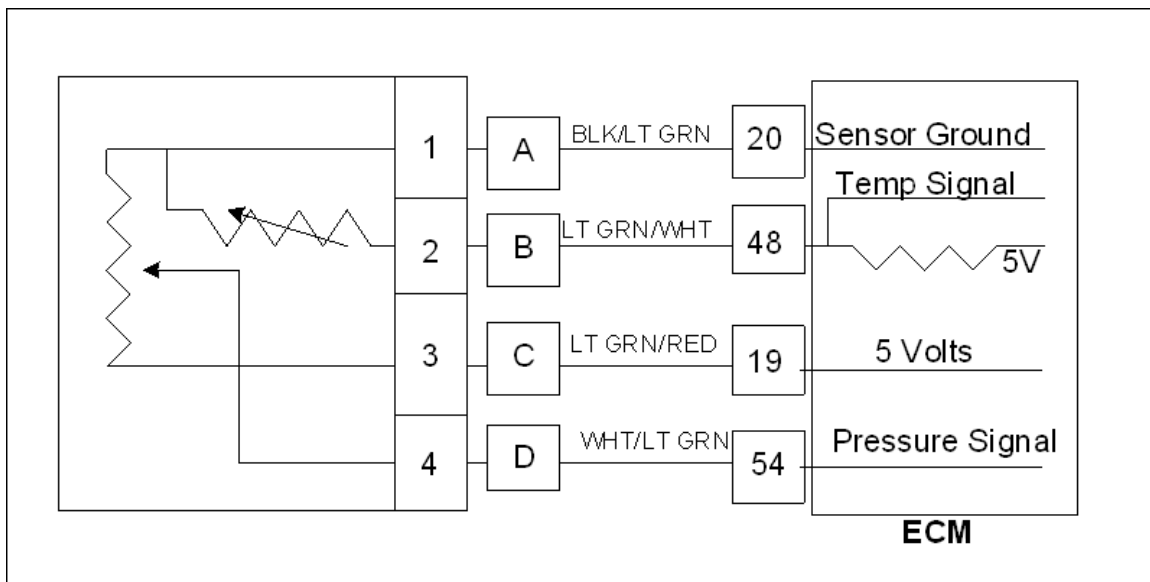 1 A BLK/LT GRN 20 Sensor Ground
Temp Signal
2 B LT GRN/WHT 48
5V
3 C LT GRN/RED 19 5 Volts
4 D WHT/LT GRN 54 Pressure Signal
ECM